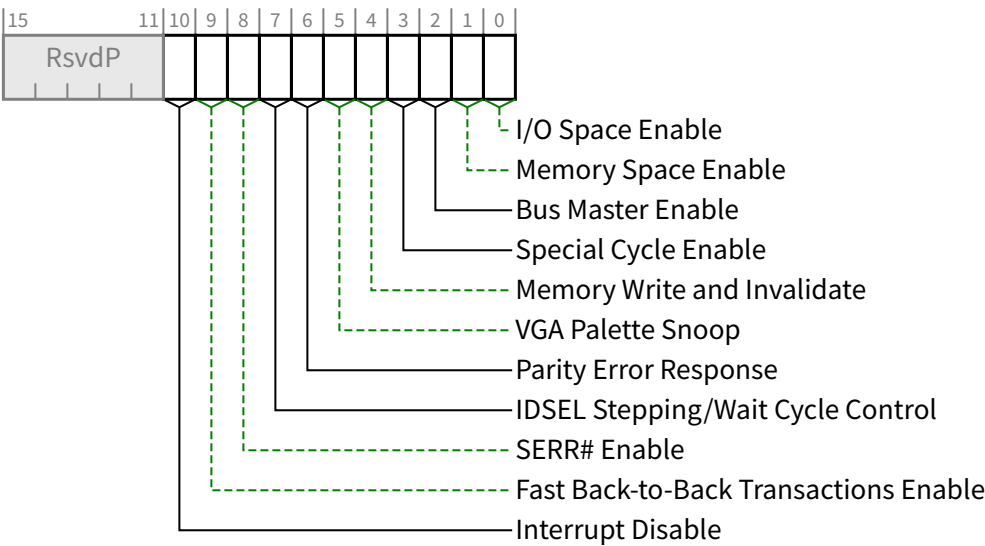 15 11 10 9 8 7 6 5 4 3 2 1 0
RsvdP
I/O Space Enable
Memory Space Enable
Bus Master Enable
Special Cycle Enable
Memory Write and Invalidate
VGA Palette Snoop
Parity Error Response
IDSEL Stepping/Wait Cycle Control
SERR# Enable
Fast Back-to-Back Transactions Enable
Interrupt Disable